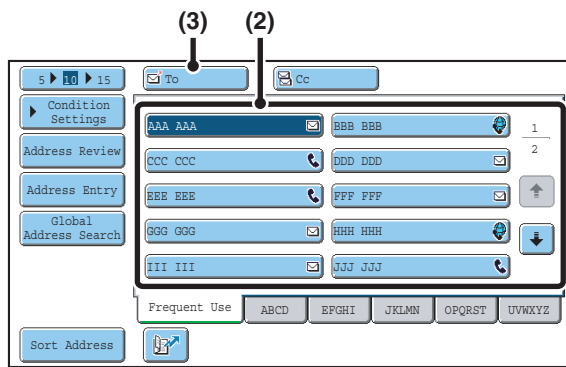 (3) (2)
5 10 15 To Cc
Condition
Settings
Address Review
Address Entry
Global
Address Search
Sort Address
AAA AAA BBB BBB
CCC CCC DDD DDD
EEE EEE FFF FFF
GGG GGG HHH HHH
III III JJJ JJJ
1
2
Frequent Use ABCD EFGHI JKLMN OPQRST UVWXYZ